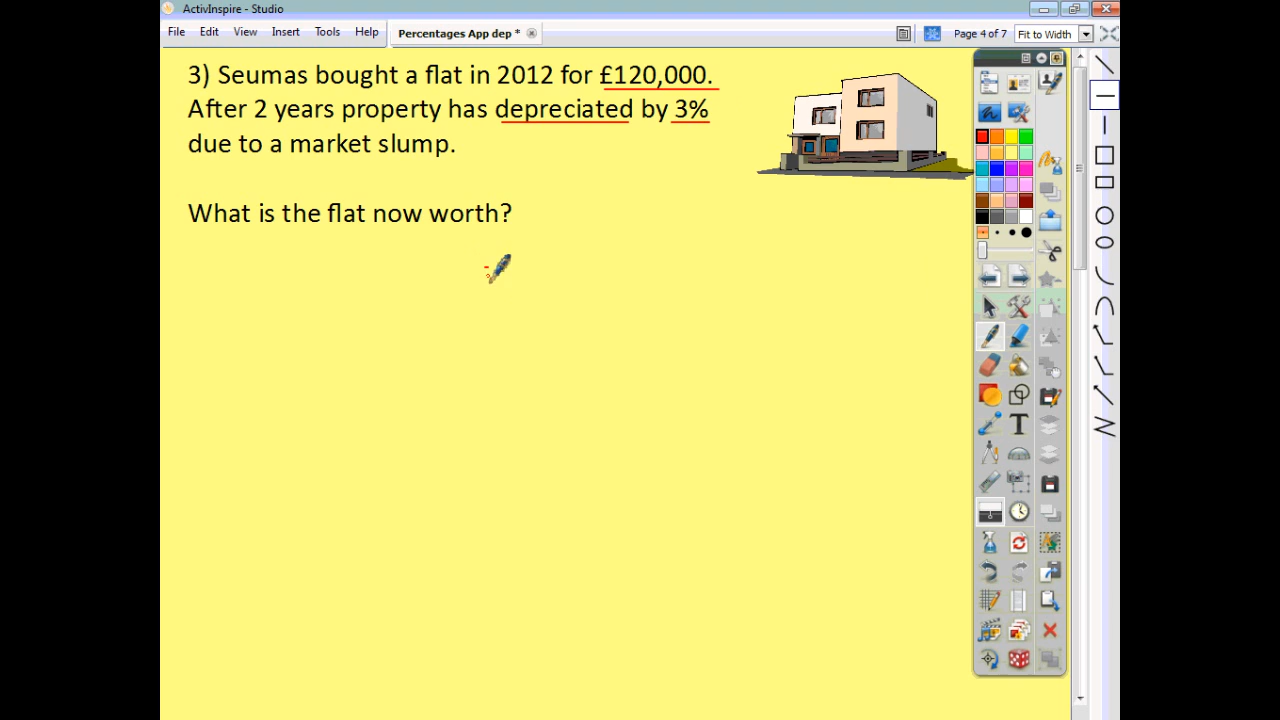 ActivInspire - Studio
File Edit View Insert Tools Help
Percentages App dep *
Page 4 of 7
Fit to Width
3) Seumas bought a flat in 2012 for £120,000.
After 2 years property has depreciated by 3%
due to a market slump.
What is the flat now worth?